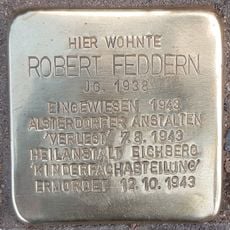 HIER WOHNTE
ROBERT FEDDERN
JG. 1938
EINGEWIESEN 1943
ALSTERDORFER ANSTALTEN
'VERLEGT' 7.8.1943
HEILANSTALT EICHBERG
'KINDERFACHABTEILUNG'
ERMORDET 12.10.1943